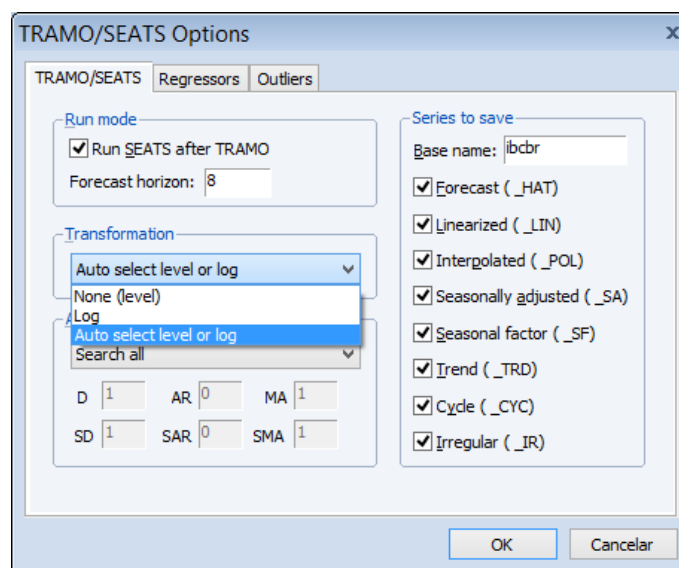 TRAMO/SEATS Options
x
TRAMO/SEATS Regressors Outliers
Run mode
Run SEATS after TRAMO
Forecast horizon: 8
Transformation
Auto select level or log
None (level)
Log
Auto select level or log
Search all
D 1 AR 0 MA 1
SD 1 SAR 0 SMA 1
Series to save
Base name: ibcbr
Forecast ( _HAT)
Linearized ( _LIN)
Interpolated ( _POL)
Seasonally adjusted ( _SA)
Seasonal factor ( _SF)
Trend ( _TRD)
Cycle ( _CYC)
Irregular ( _IR)
OK Cancelar